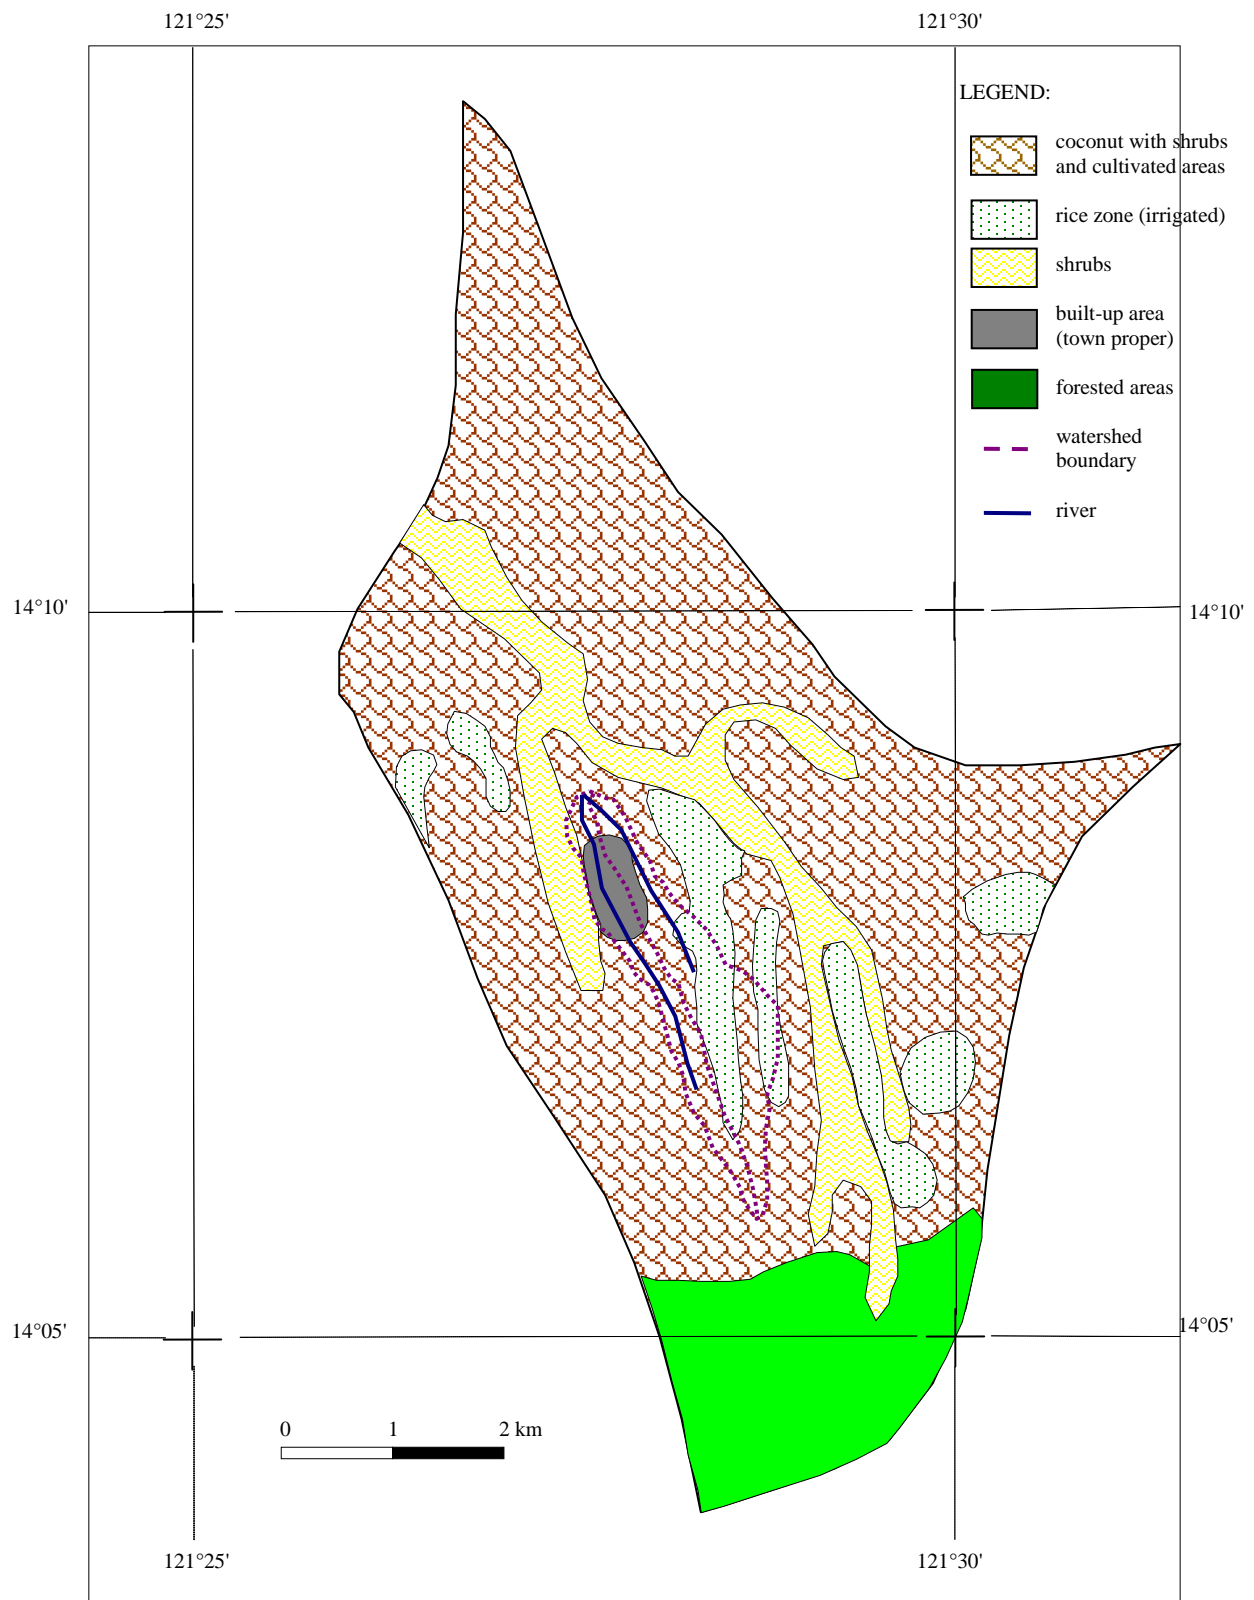 121°25' 121°30'
LEGEND:
coconut with shrubs
and cultivated areas
rice zone (irrigated)
shrubs
built-up area
(town proper)
forested areas
watershed
boundary
river
14°10' 14°10'
14°05' 14°05'
0 1 2 km
121°25' 121°30'